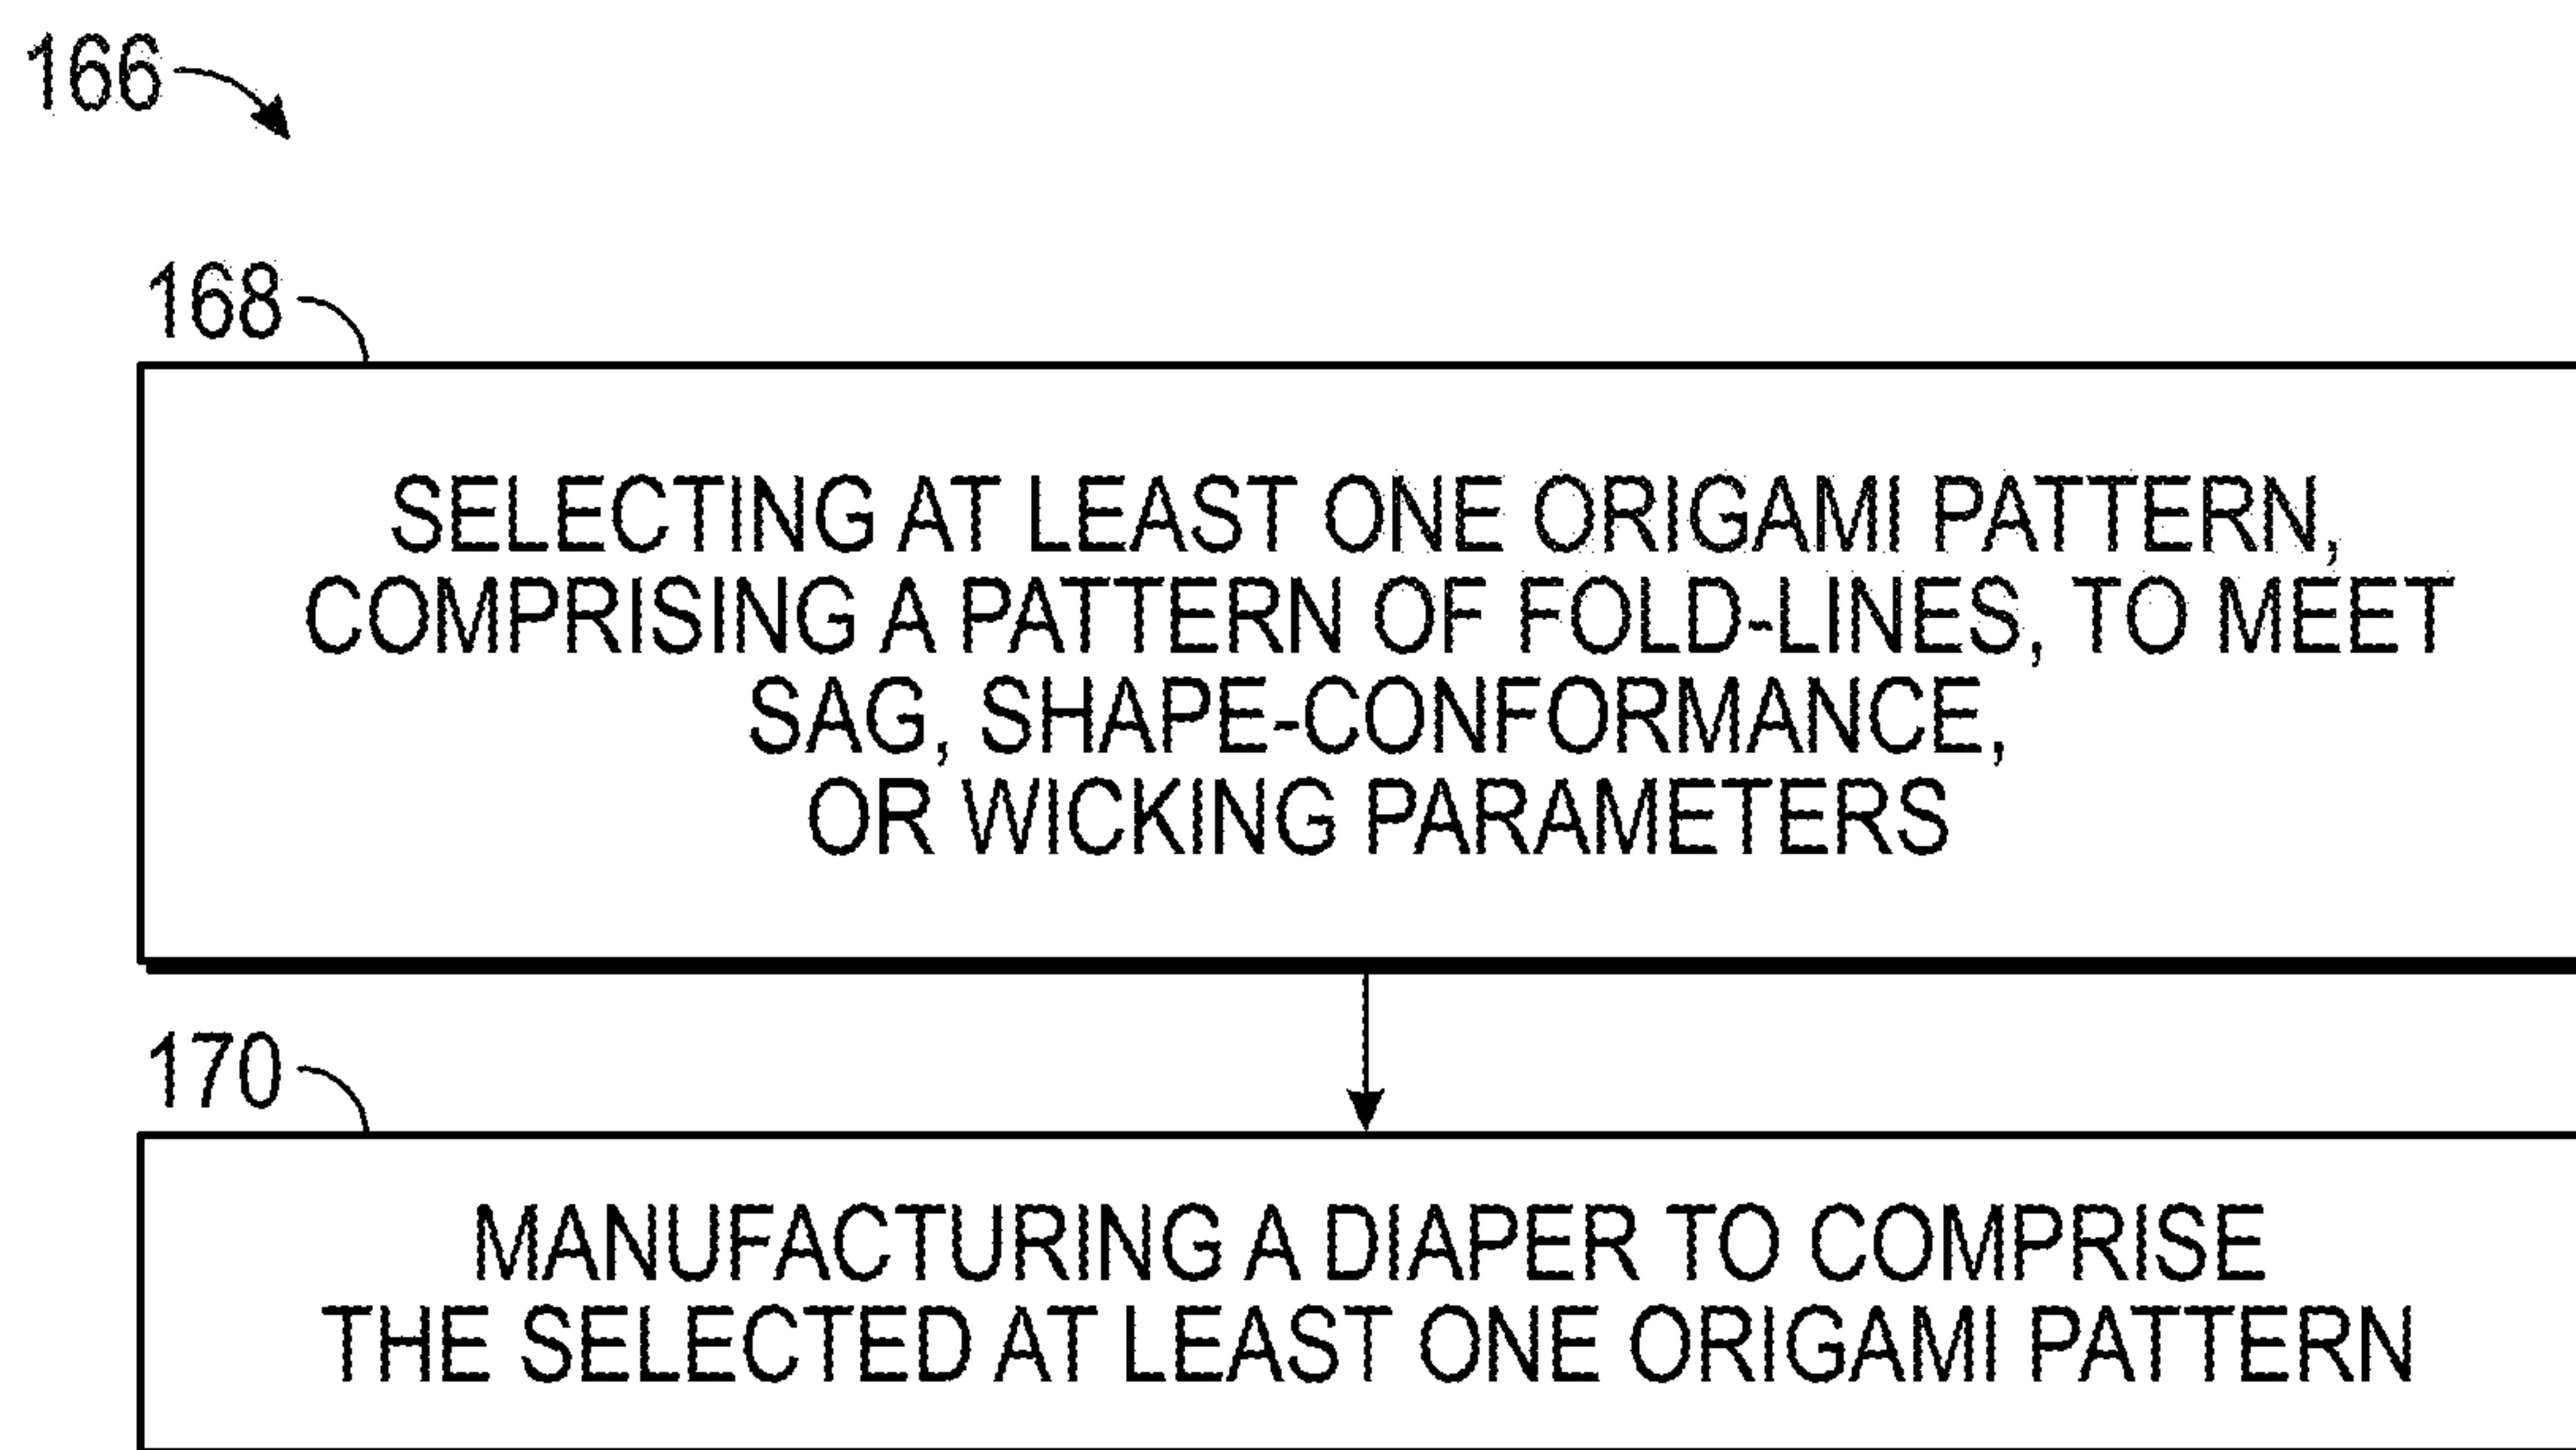 166
168
SELECTING AT LEAST ONE ORIGAMI PATTERN,
COMPRISING A PATTERN OF FOLD-LINES, TO MEET
SAG, SHAPE-CONFORMANCE,
OR WICKING PARAMETERS
170
MANUFACTURING A DIAPER TO COMPRISE
THE SELECTED AT LEAST ONE ORIGAMI PATTERN